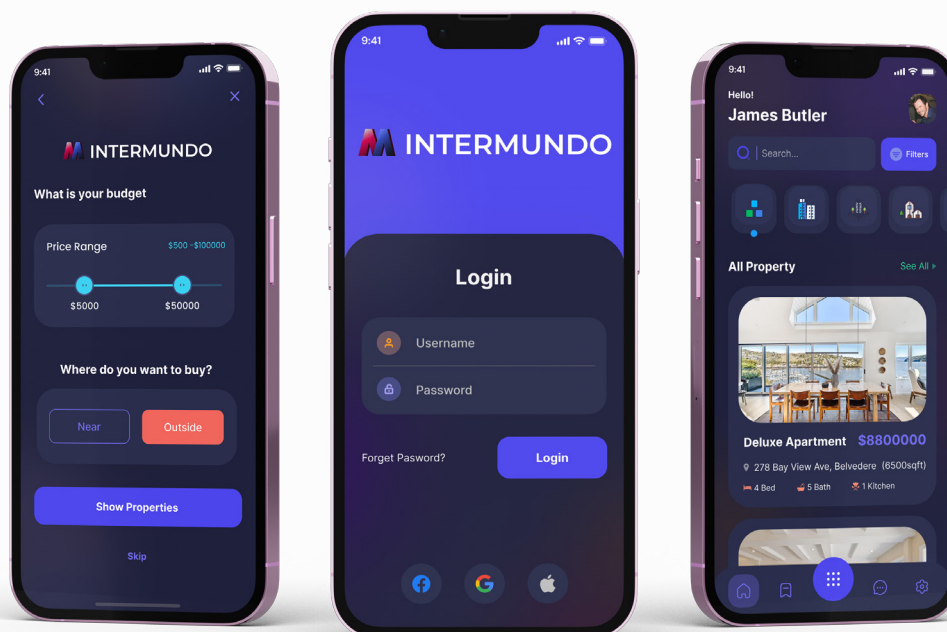 9:41
INTERMUNDO
What is your budget
Price Range
$500 -$100000
$5000
$50000
Where do you want to buy?
Near
Outside
Show Properties
Skip
9:41
INTERMUNDO
Login
Username
Password
Forget Pasword?
Login
9:41
Hello!
James Butler
Search...
Filters
All Property
See All
Deluxe Apartment
$8800000
278 Bay View Ave, Belvedere (6500sqft)
4 Bed
5 Bath
1 Kitchen